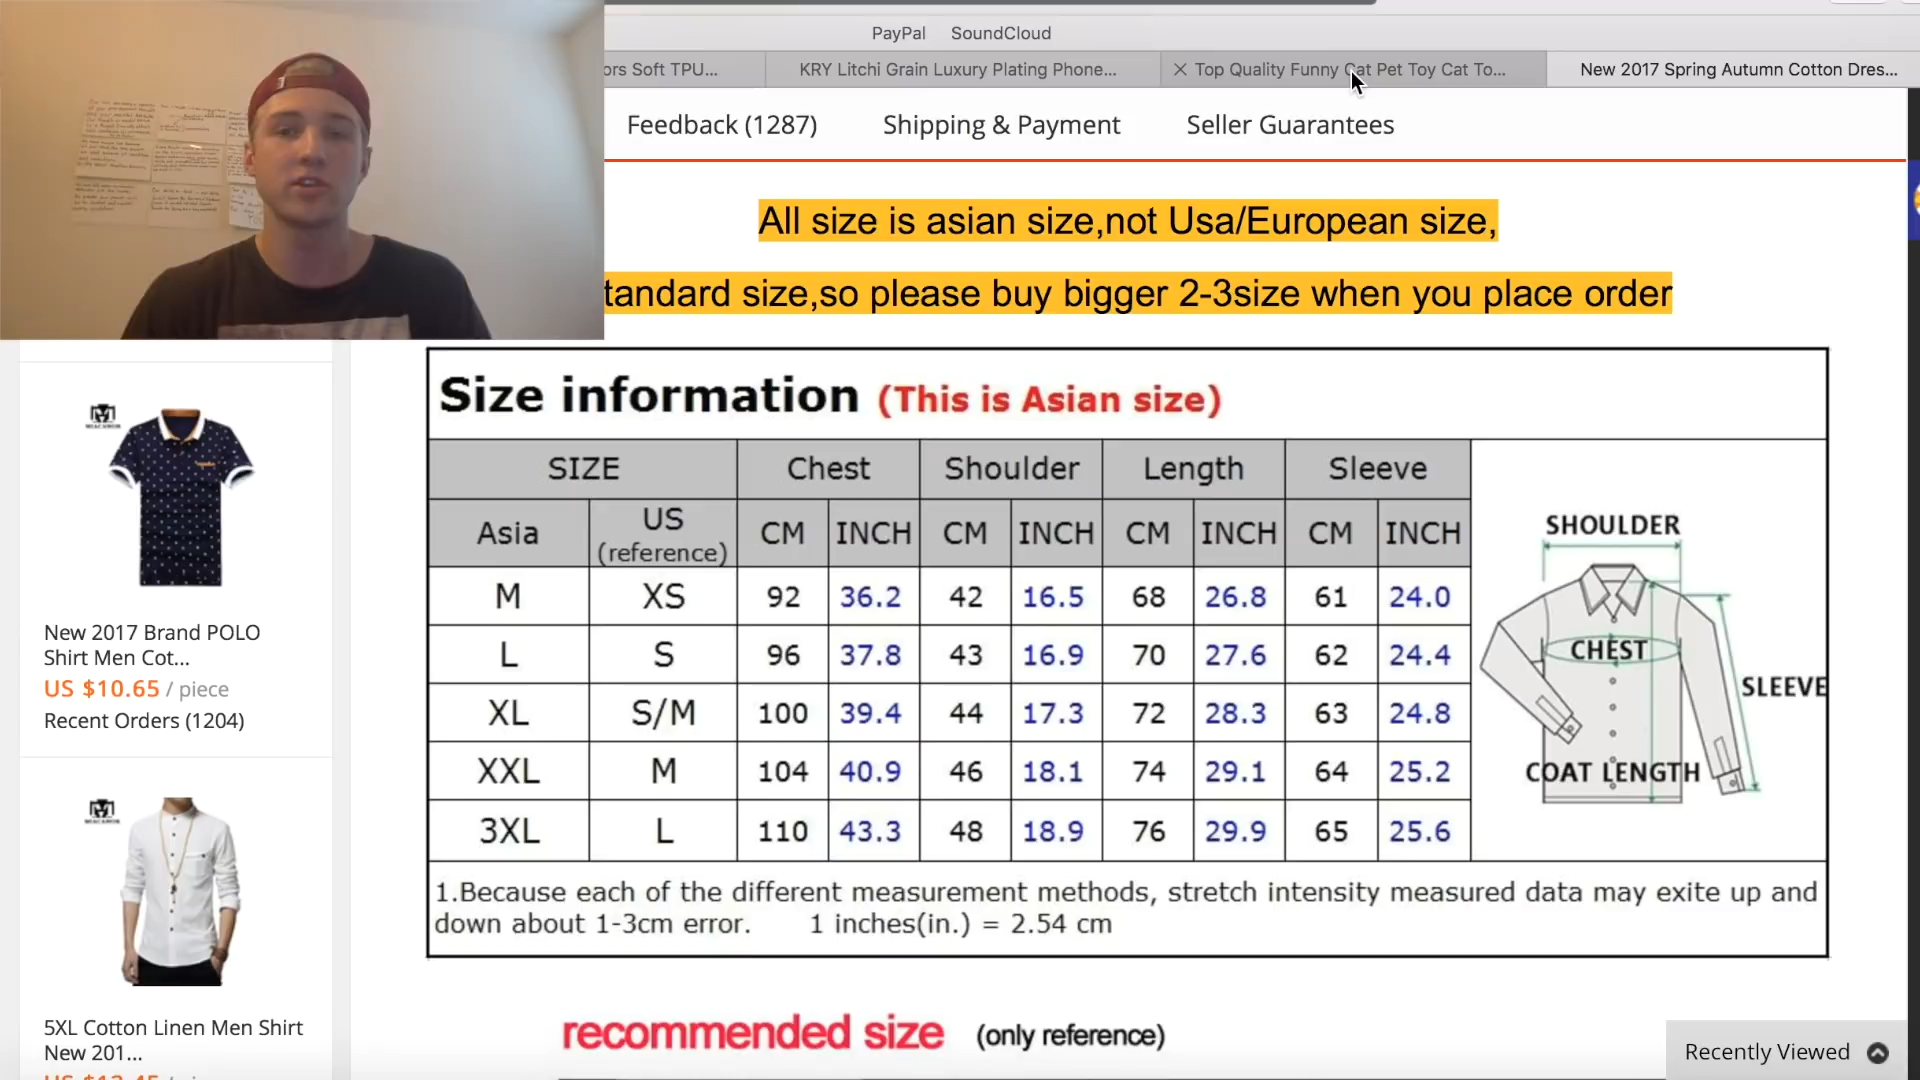 PayPal SoundCloud
ors Soft TPU... KRY Litchi Grain Luxury Plating Phone... Top Quality Funny Cat Pet Toy Cat To... New 2017 Spring Autumn Cotton Dres...
Feedback (1287) Shipping & Payment Seller Guarantees
All size is asian size,not Usa/European size,
tandard size,so please buy bigger 2-3size when you place order
Size information (This is Asian size)
SIZE Chest Shoulder Length Sleeve
Asia US (reference) CM INCH CM INCH CM INCH CM INCH
M XS 92 36.2 42 16.5 68 26.8 61 24.0
L S 96 37.8 43 16.9 70 27.6 62 24.4
XL S/M 100 39.4 44 17.3 72 28.3 63 24.8
XXL M 104 40.9 46 18.1 74 29.1 64 25.2
3XL L 110 43.3 48 18.9 76 29.9 65 25.6
SHOULDER
CHEST
SLEEVE
COAT LENGTH
1.Because each of the different measurement methods, stretch intensity measured data may exite up and
down about 1-3cm error. 1 inches(in.) = 2.54 cm
recommended size (only reference)
New 2017 Brand POLO
Shirt Men Cot...
US $10.65 / piece
Recent Orders (1204)
5XL Cotton Linen Men Shirt
New 201...
Recently Viewed